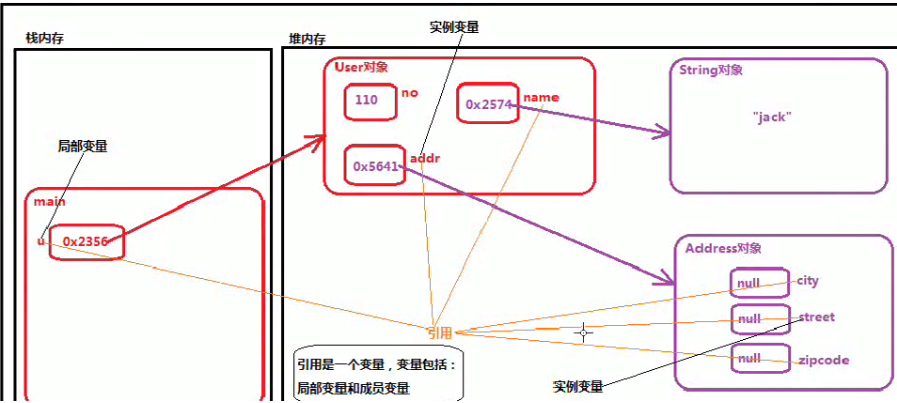 栈内存
堆内存
实例变量
User对象
110
no
0x2574
name
0x5641
addr
String对象
"jack"
局部变量
main
u
0x2356
Address对象
null
city
null
street
null
zipcode
引用
引用是一个变量，变量包括：
局部变量和成员变量
实例变量